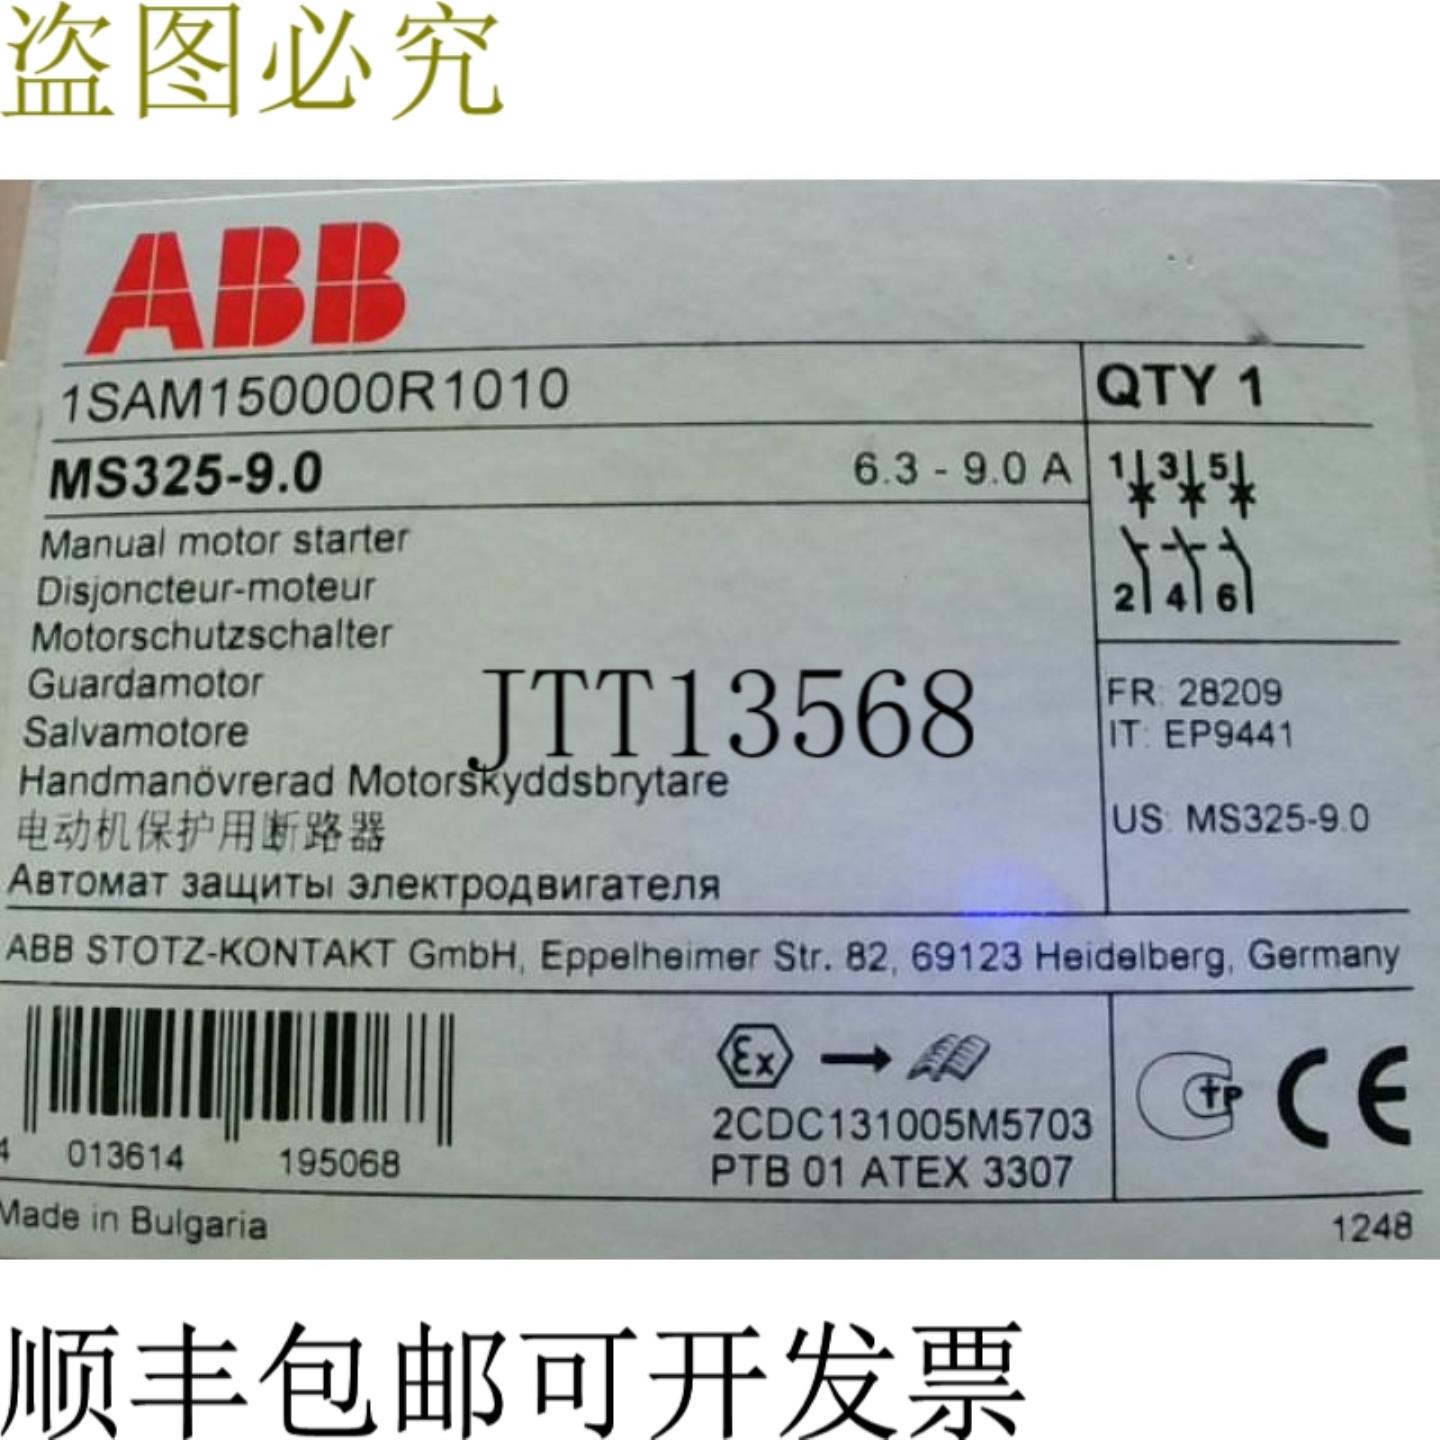 盗图必究
ABB
1SAM150000R1010
QTY 1
MS325-9.0
6.3 - 9.0 A
1 3 5
2 4 6
Manual motor starter
Disjoncteur-moteur
Motorschutzschalter
Guardamotor
Salvamotore
Handmanövrerad Motorskyddsbrytare
电动机保护用断路器
Автомат защиты электродвигателя
JTT13568
FR: 28209
IT: EP9441
US: MS325-9.0
ABB STOTZ-KONTAKT GmbH, Eppelheimer Str. 82, 69123 Heidelberg, Germany
4 013614 195068
Ex
2CDC131005M5703
PTB 01 ATEX 3307
CE
Made in Bulgaria
1248
顺丰包邮可开发票